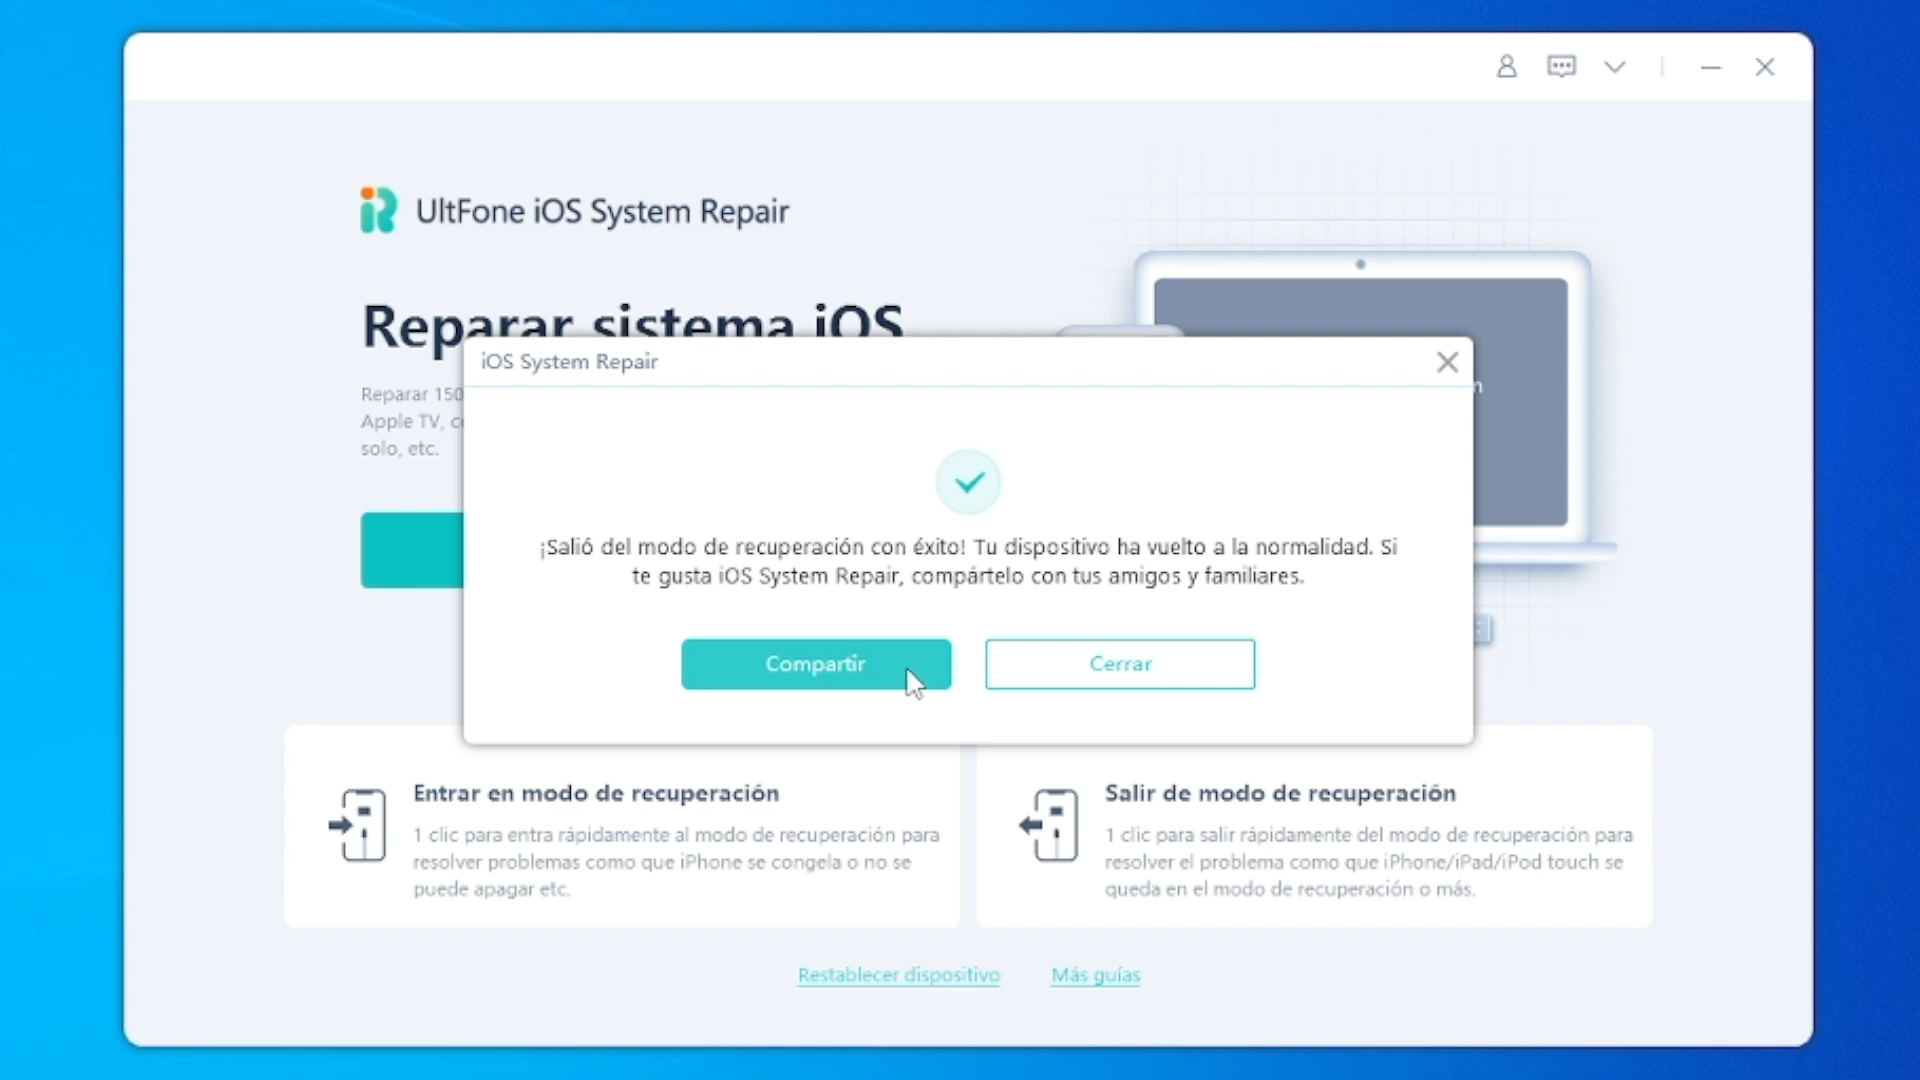 UltFone iOS System Repair
Reparar sistema iOS
Reparar 150
Apple TV, c
solo, etc.
iOS System Repair
¡Salió del modo de recuperación con éxito! Tu dispositivo ha vuelto a la normalidad. Si
te gusta iOS System Repair, compártelo con tus amigos y familiares.
Compartir
Cerrar
Entrar en modo de recuperación
1 clic para entra rápidamente al modo de recuperación para
resolver problemas como que iPhone se congela o no se
puede apagar etc.
Salir de modo de recuperación
1 clic para salir rápidamente del modo de recuperación para
resolver el problema como que iPhone/iPad/iPod touch se
queda en el modo de recuperación o más.
Restablecer dispositivo
Más guías